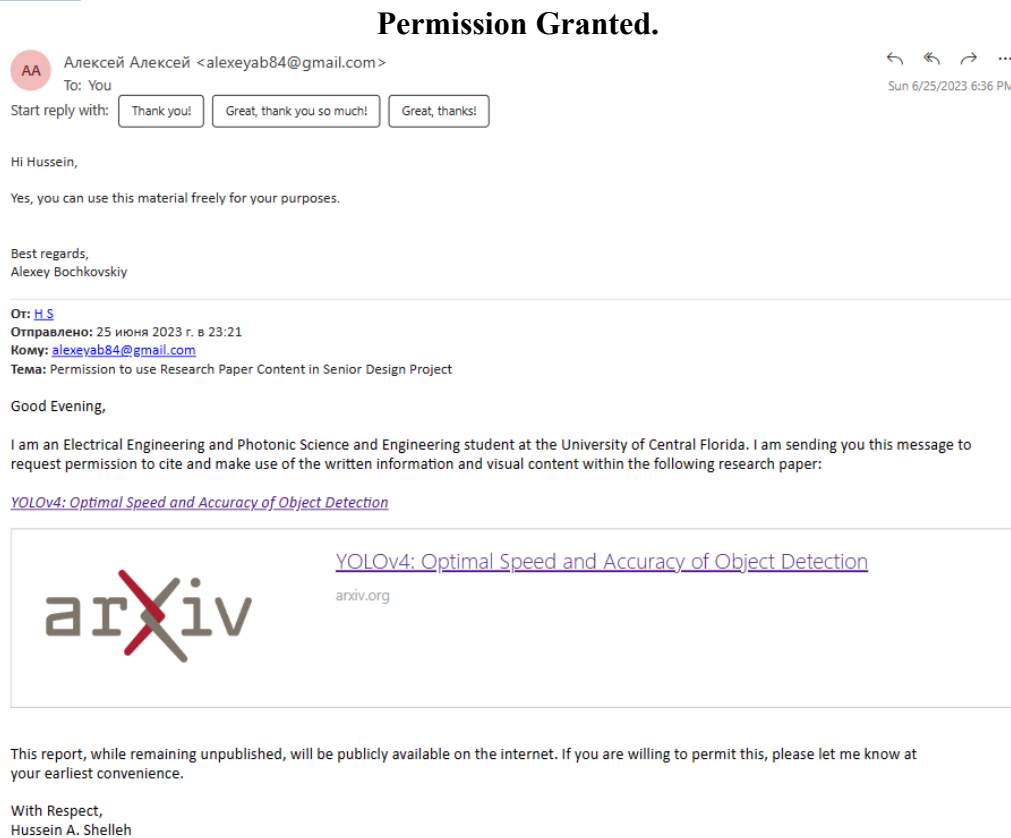 Permission Granted.
AA
Алексей Алексей <alexeyab84@gmail.com>
To: You
Sun 6/25/2023 6:36 PM
Start reply with: Thank you! Great, thank you so much! Great, thanks!
Hi Hussein,
Yes, you can use this material freely for your purposes.
Best regards,
Alexey Bochkovskiy
От: H S
Отправлено: 25 июня 2023 г. в 23:21
Кому: alexeyab84@gmail.com
Тема: Permission to use Research Paper Content in Senior Design Project
Good Evening,
I am an Electrical Engineering and Photonic Science and Engineering student at the University of Central Florida. I am sending you this message to
request permission to cite and make use of the written information and visual content within the following research paper:
YOLOv4: Optimal Speed and Accuracy of Object Detection
arXiv
YOLOv4: Optimal Speed and Accuracy of Object Detection
arxiv.org
This report, while remaining unpublished, will be publicly available on the internet. If you are willing to permit this, please let me know at
your earliest convenience.
With Respect,
Hussein A. Shelleh